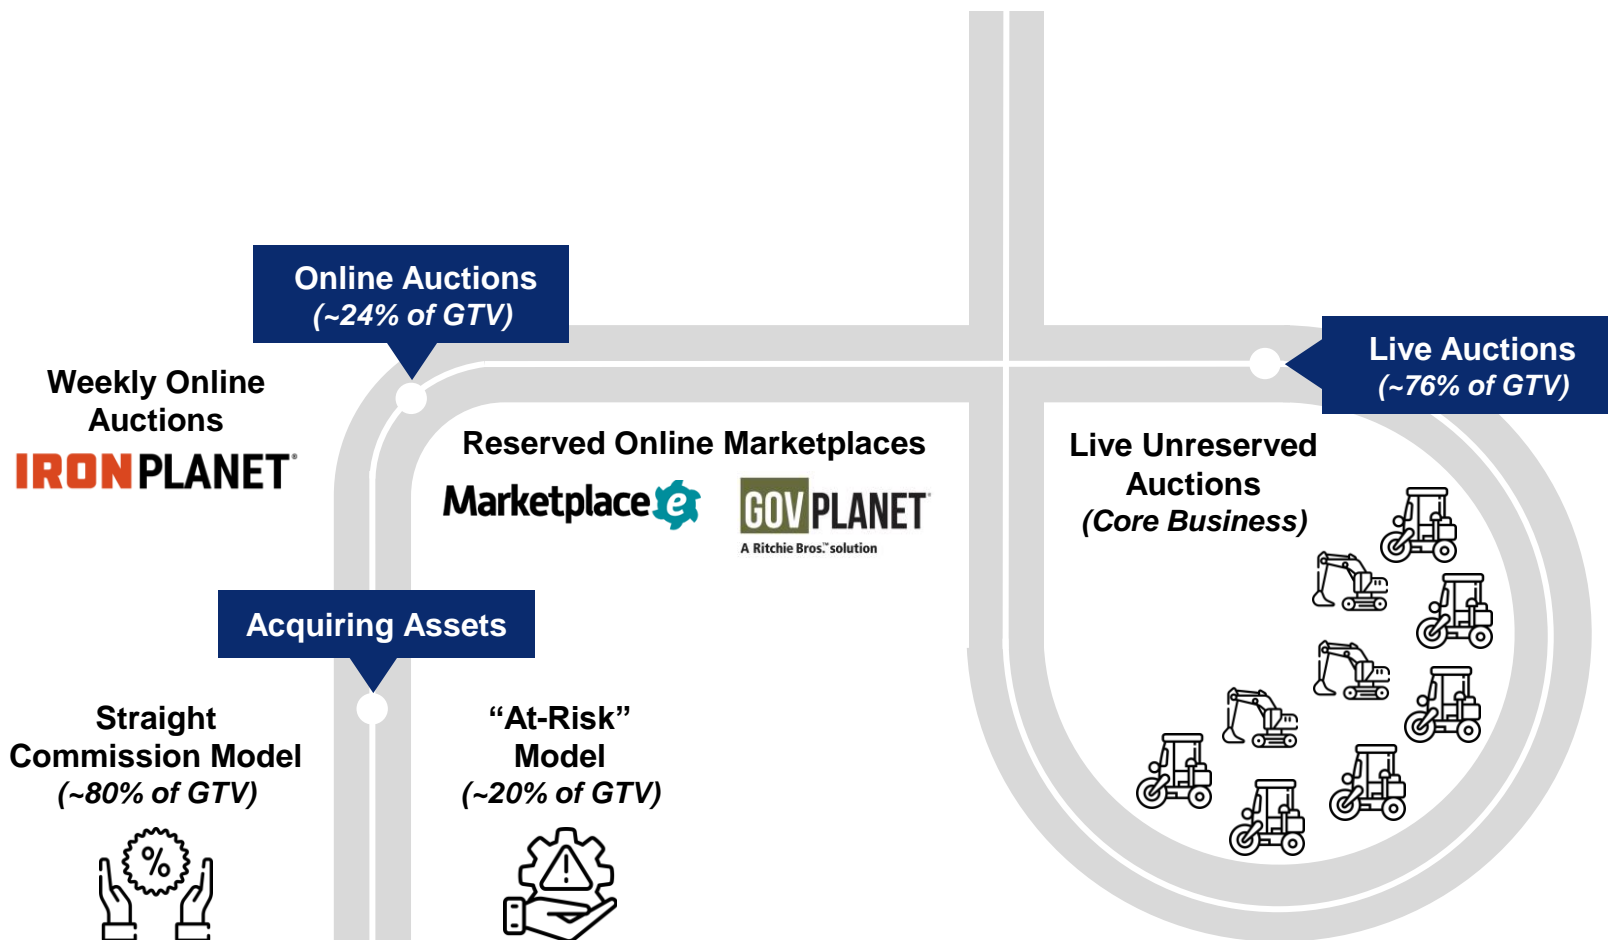 Online Auctions
(~24% of GTV)
Live Auctions
(~76% of GTV)
Weekly Online
Auctions
IRONPLANET®
Reserved Online Marketplaces
Marketplace e
GOVPLANET
A Ritchie Bros.™ solution
Live Unreserved
Auctions
(Core Business)
Acquiring Assets
Straight
Commission Model
(~80% of GTV)
%
“At-Risk”
Model
(~20% of GTV)
!